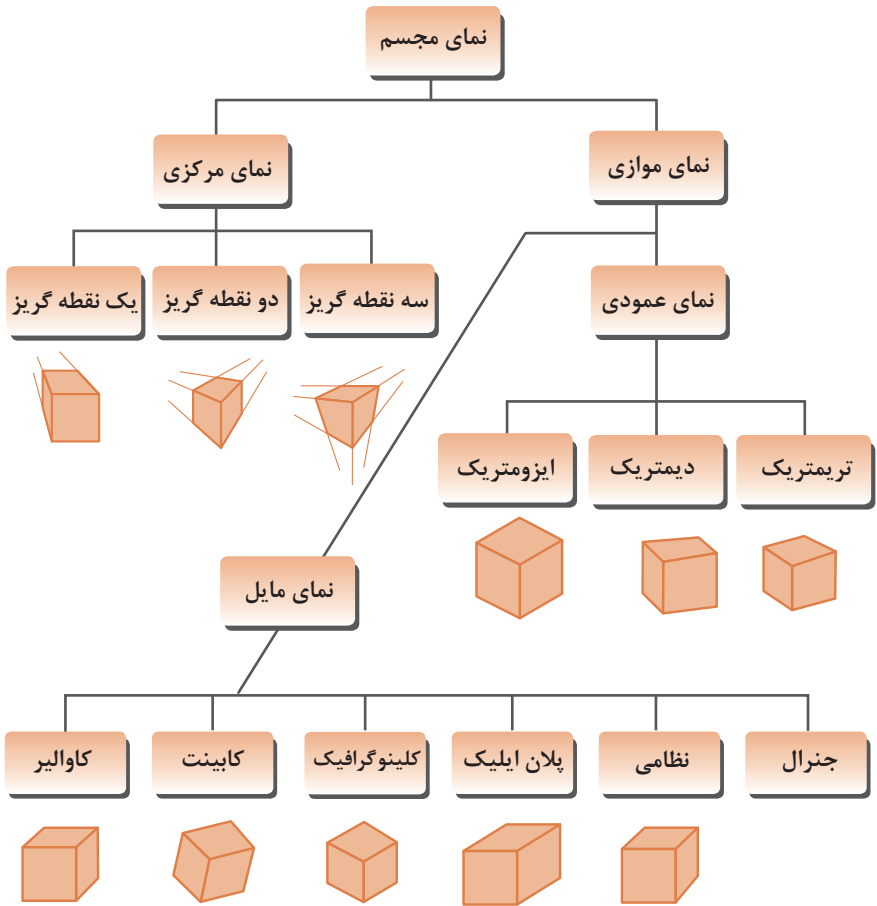 نمای مجسم
نمای موازی
نمای مرکزی
سه نقطه گریز
دو نقطه گریز
یک نقطه گریز
نمای عمودی
تریمتریک
دیمتریک
ایزومتریک
نمای مایل
جنرال
نظامی
پلان ابلیک
کلینوگرافیک
کابینت
کاوالیر